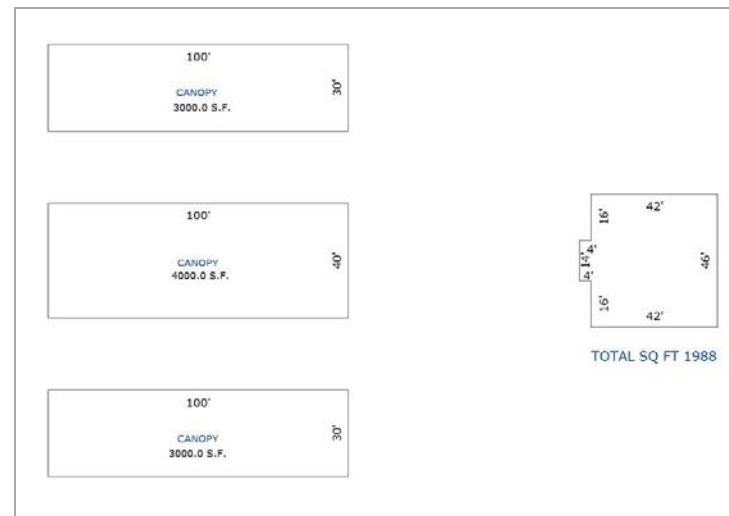 100'
30'
CANOPY
3000.0 S.F.
100'
40'
CANOPY
4000.0 S.F.
100'
30'
CANOPY
3000.0 S.F.
42'
16'
4'
14'
4'
46'
16'
42'
TOTAL SQ FT 1988